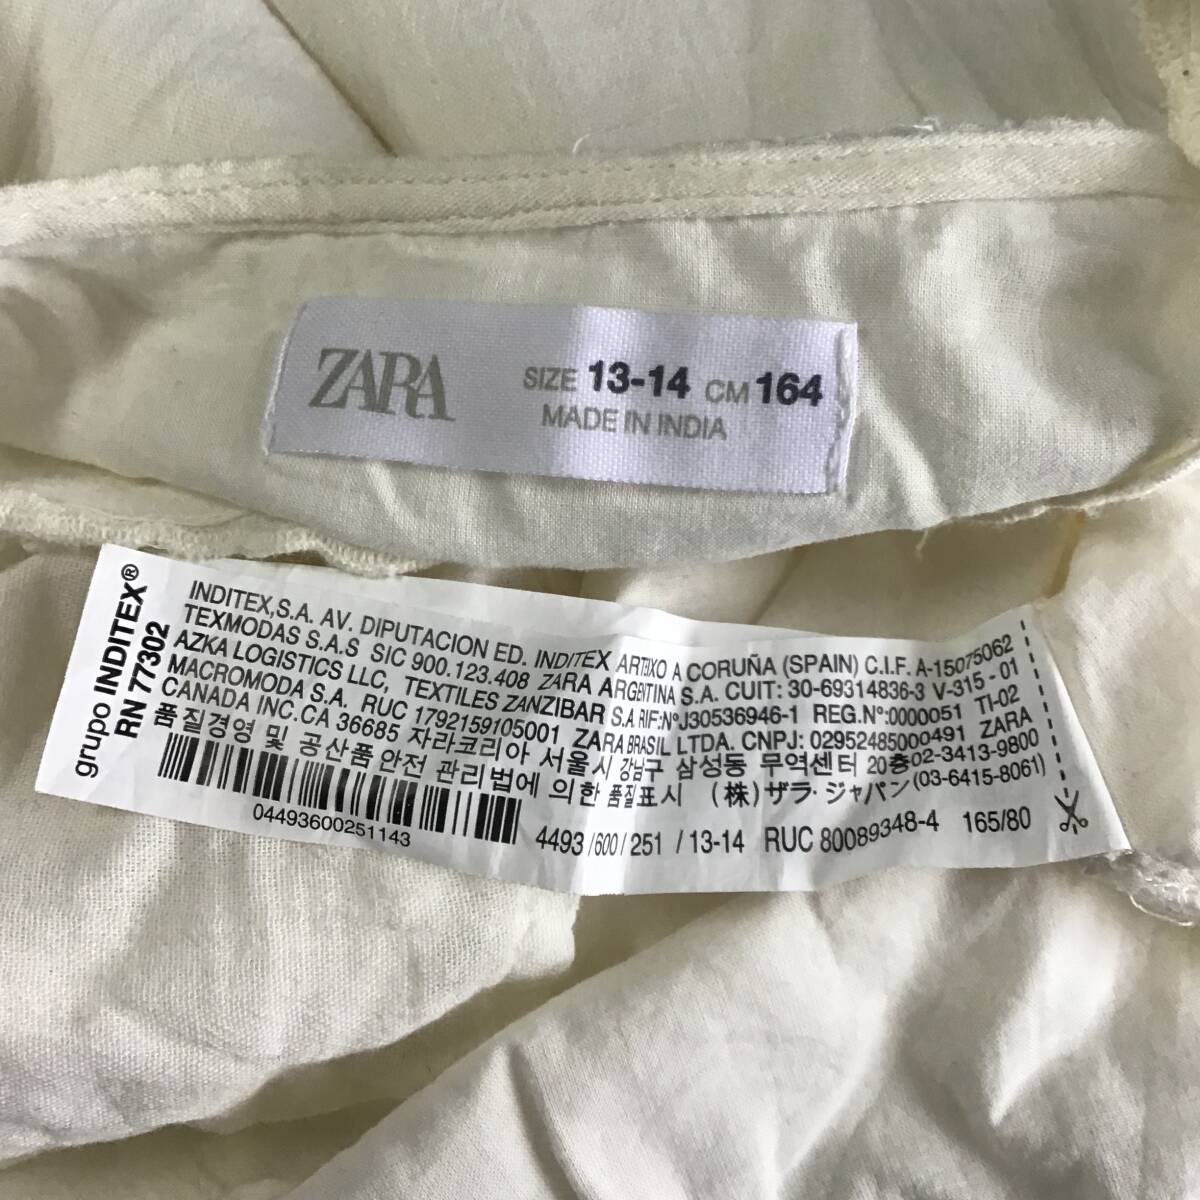 ZARA
SIZE 13-14 CM 164
MADE IN INDIA
grupo INDITEX®
RN 77302
INDITEX,S.A. AV. DIPUTACION ED. INDITEX ARTEIXO A CORUÑA (SPAIN) C.I.F. A-15075062
TEXMODAS S.A.S SIC 900.123.408 ZARA ARGENTINA S.A. CUIT: 30-69314836-3 V-315 - 01
AZKA LOGISTICS LLC, TEXTILES ZANZIBAR S.A RIF:Nº J30536946-1 REG.Nº:0000051 TI-02
MACROMODA S.A. RUC 1792159105001 ZARA BRASIL LTDA. CNPJ: 02952485000491 ZARA
CANADA INC.CA 36685 자라코리아 서울시 강남구 삼성동 무역센터 20층 02-3413-9800
품질경영 및 공산품 안전 관리법에 의한 품질표시 (株)ザラ・ジャパン(03-6415-8061)
04493600251143
4493/600/251 /13-14 RUC 80089348-4 165/80